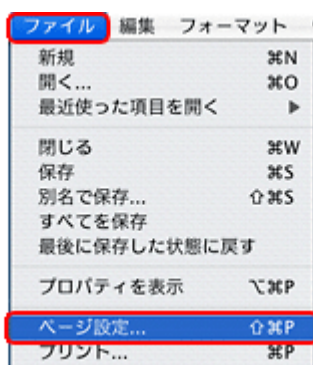 ファイル 編集 フォーマット
新規 ⌘N
開く... ⌘O
最近使った項目を開く ▶
閉じる ⌘W
保存 ⌘S
別名で保存... ⇧⌘S
すべてを保存
最後に保存した状態に戻す
プロパティを表示 ⌥⌘P
ページ設定... ⇧⌘P
プリント... ⌘P